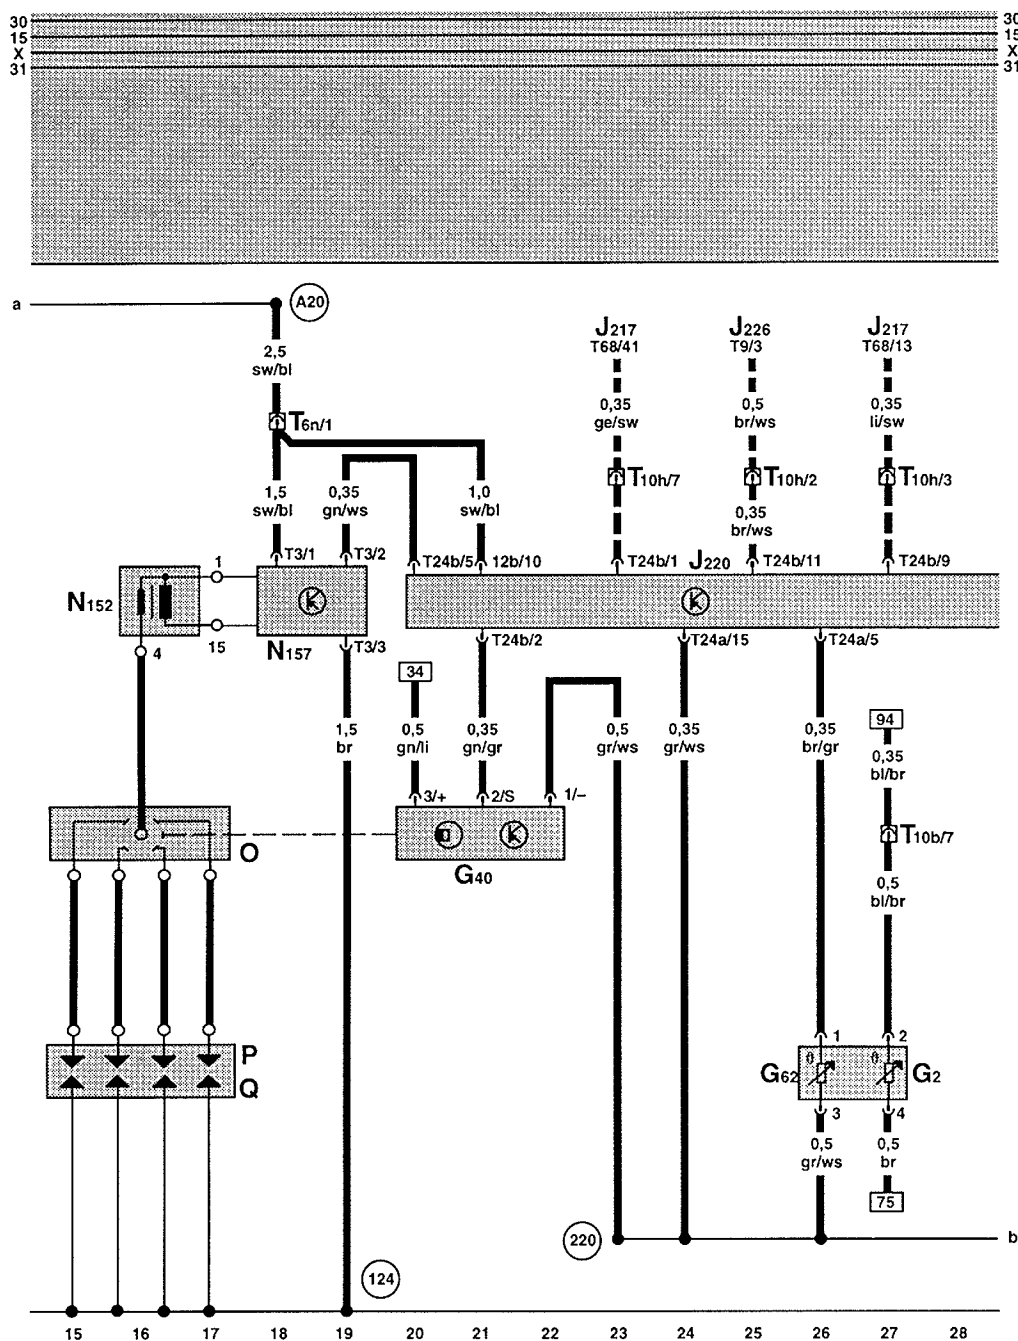 30 30
15 15
X X
31 31
a A20
J217 J226 J217
T68/41 T9/3 T68/13
2,5
sw/bl
0,35 0,5 0,35
ge/sw br/ws li/sw
T6n/1
T10h/7 T10h/2 T10h/3
1,5 0,35 1,0
sw/bl gn/ws sw/bl
0,35
br/ws
1 T3/1 T3/2 T24b/5 12b/10 T24b/1 J220 T24b/11 T24b/9
N152
4 15 N157 T3/3 T24b/2 T24a/15 T24a/5
34
94
1,5 0,5 0,35 0,5 0,35 0,35
br gn/li gn/gr gr/ws gr/ws br/gr
0,35
bl/br
3/+ 2/S 1/–
T10b/7
O
G40
0,5
bl/br
1 2
P
θ θ
G62 G2
Q
3 4
0,5 0,5
gr/ws br
75
220 b
124
15 16 17 18 19 20 21 22 23 24 25 26 27 28